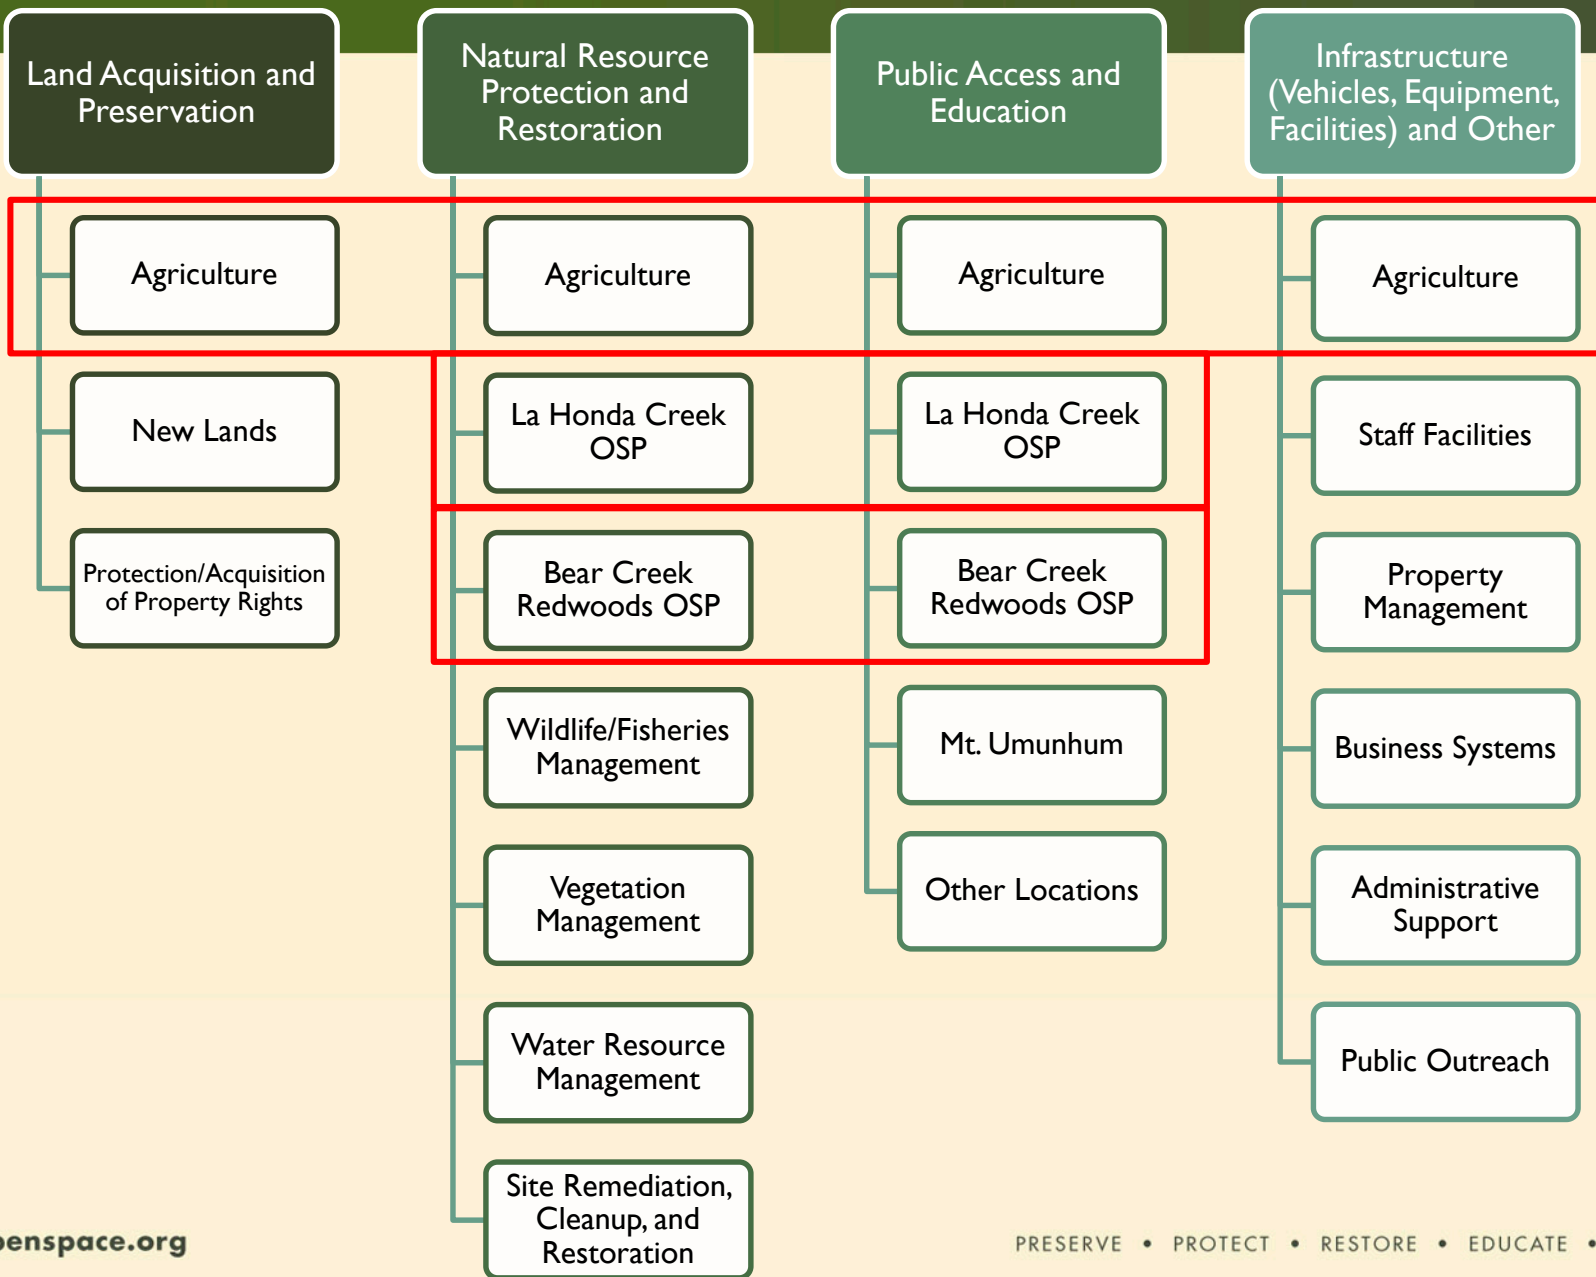 Land Acquisition and
Preservation
Agriculture
New Lands
Protection/Acquisition
of Property Rights
Natural Resource
Protection and
Restoration
Agriculture
La Honda Creek
OSP
Bear Creek
Redwoods OSP
Wildlife/Fisheries
Management
Vegetation
Management
Water Resource
Management
Site Remediation,
Cleanup, and
Restoration
Public Access and
Education
Agriculture
La Honda Creek
OSP
Bear Creek
Redwoods OSP
Mt. Umunhum
Other Locations
Infrastructure
(Vehicles, Equipment,
Facilities) and Other
Agriculture
Staff Facilities
Property
Management
Business Systems
Administrative
Support
Public Outreach
penspace.org
PRESERVE • PROTECT • RESTORE • EDUCATE •